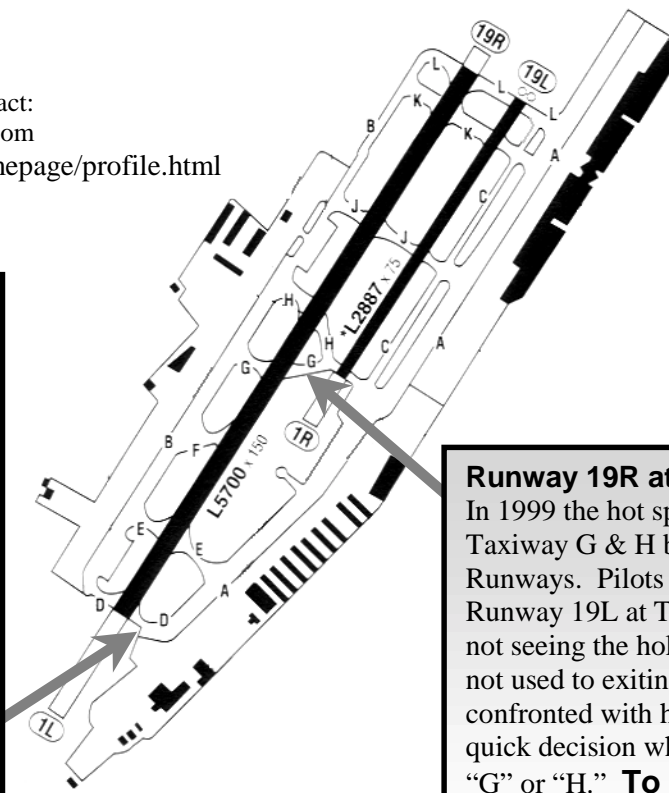 act:
om
nepage/profile.html
19R
19L
L
L
L
K
K
B
A
C
J
J
*L2887 x 75
H
H
G
G
C
A
1R
B
F
L5700 x 150
E
E
A
D
D
1L
Runway 19R at
In 1999 the hot sp
Taxiway G & H b
Runways. Pilots
Runway 19L at T
not seeing the hol
not used to exitin
confronted with h
quick decision wh
“G” or “H.” To